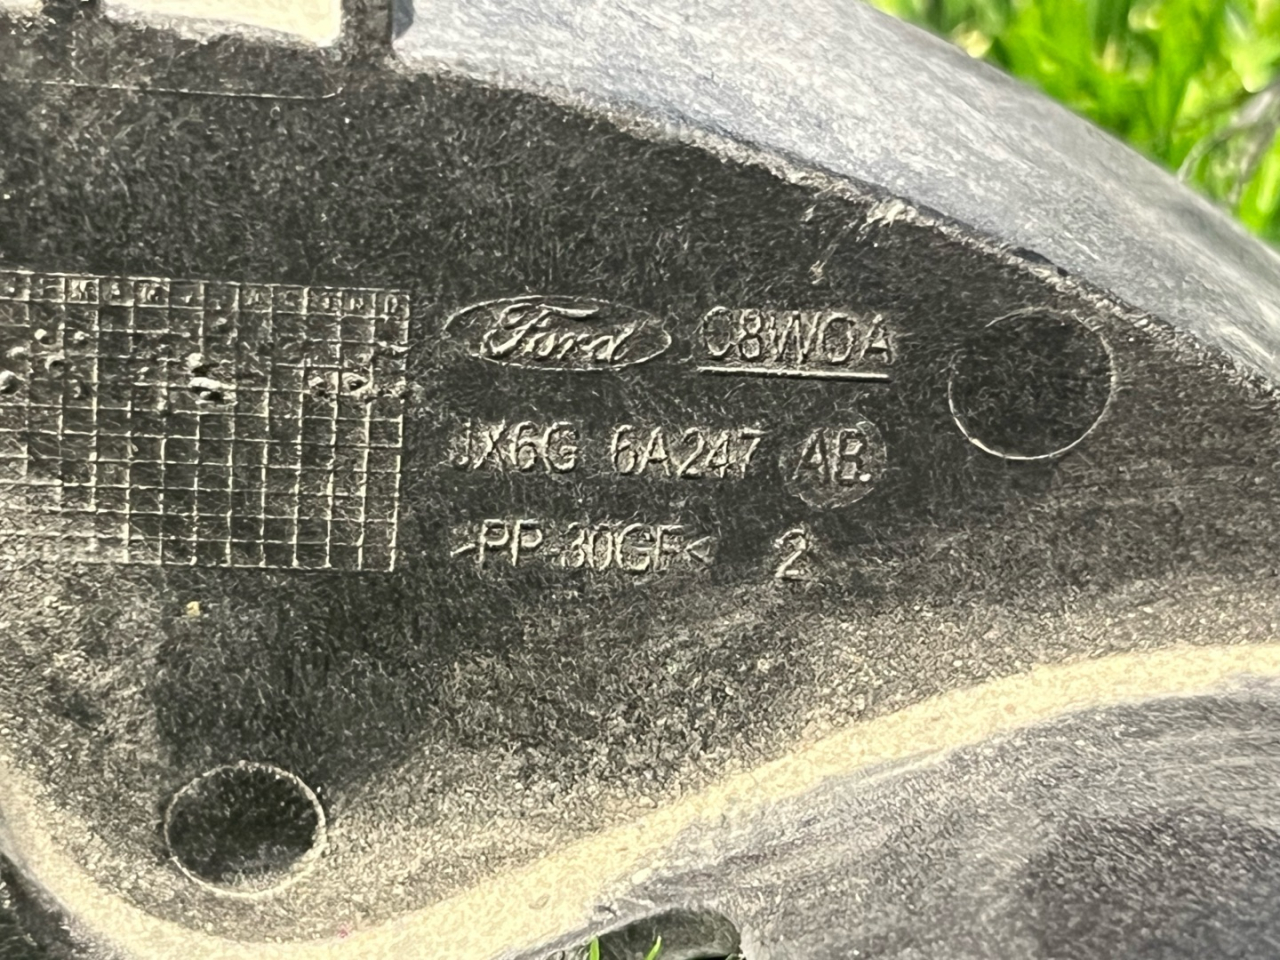 Ford C8WOA
JX6G 6A247 AB
>PP-30GF< 2